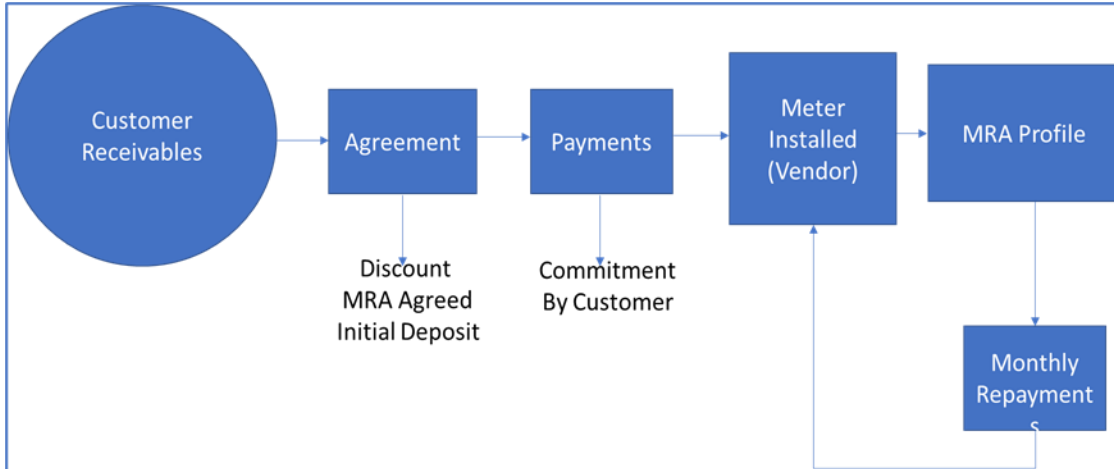 Customer
Receivables
Agreement
Payments
Meter
Installed
(Vendor)
MRA Profile
Discount
MRA Agreed
Initial Deposit
Commitment
By Customer
Monthly
Repayment
s